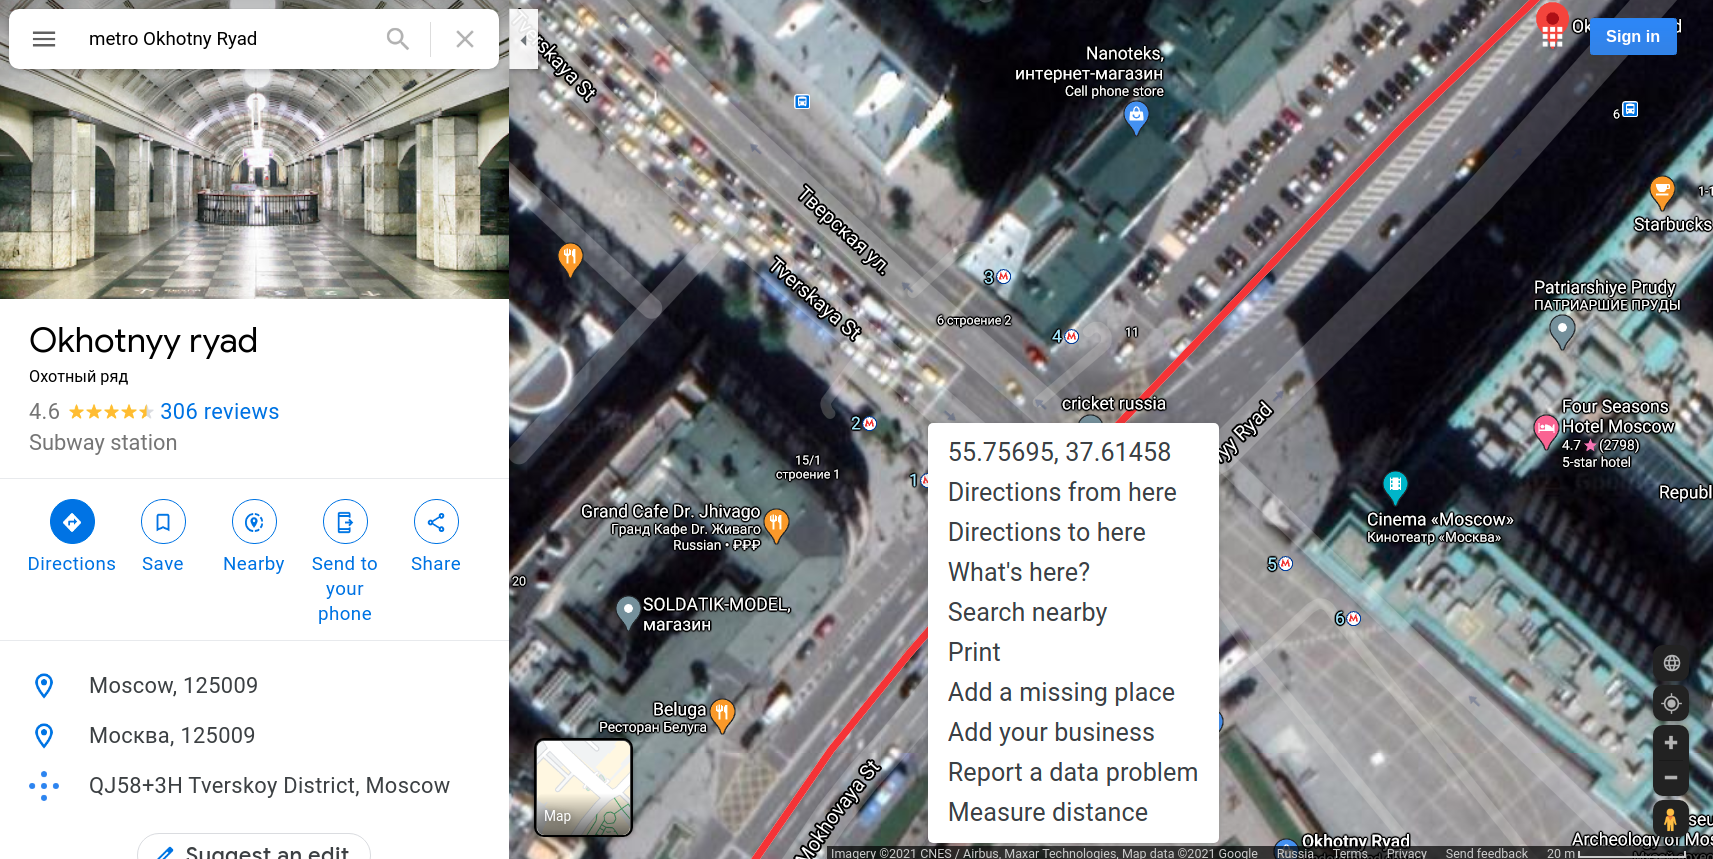 metro Okhotny Ryad
Okhotnyy ryad
Охотный ряд
4.6 306 reviews
Subway station
Directions
Save
Nearby
Send to
your
phone
Share
Moscow, 125009
Москва, 125009
QJ58+3H Tverskoy District, Moscow
Suggest an edit
Tverskaya St
Nanoteks,
интернет-магазин
Cell phone store
Sign in
6
Starbucks
Тверская ул.
Tverskaya St
3 M
6 строение 2
4 M
11
Patriarshiye Prudy
ПАТРИАРШИЕ ПРУДЫ
cricket russia
2 M
15/1
строение 1
1
Four Seasons
Hotel Moscow
4.7 (2798)
5-star hotel
Grand Cafe Dr. Jhivago
Гранд Кафе Dr. Живаго
Russian • ₽₽₽
Cinema «Moscow»
Кинотеатр «Москва»
20
SOLDATIK-MODEL,
магазин
5 M
6 M
Beluga
Ресторан Белуга
Map
55.75695, 37.61458
Directions from here
Directions to here
What's here?
Search nearby
Print
Add a missing place
Add your business
Report a data problem
Measure distance
Mokhovaya St
Okhotny Ryad
Imagery ©2021 CNES / Airbus, Maxar Technologies, Map data ©2021 Google Russia Terms Privacy Send feedback 20 m